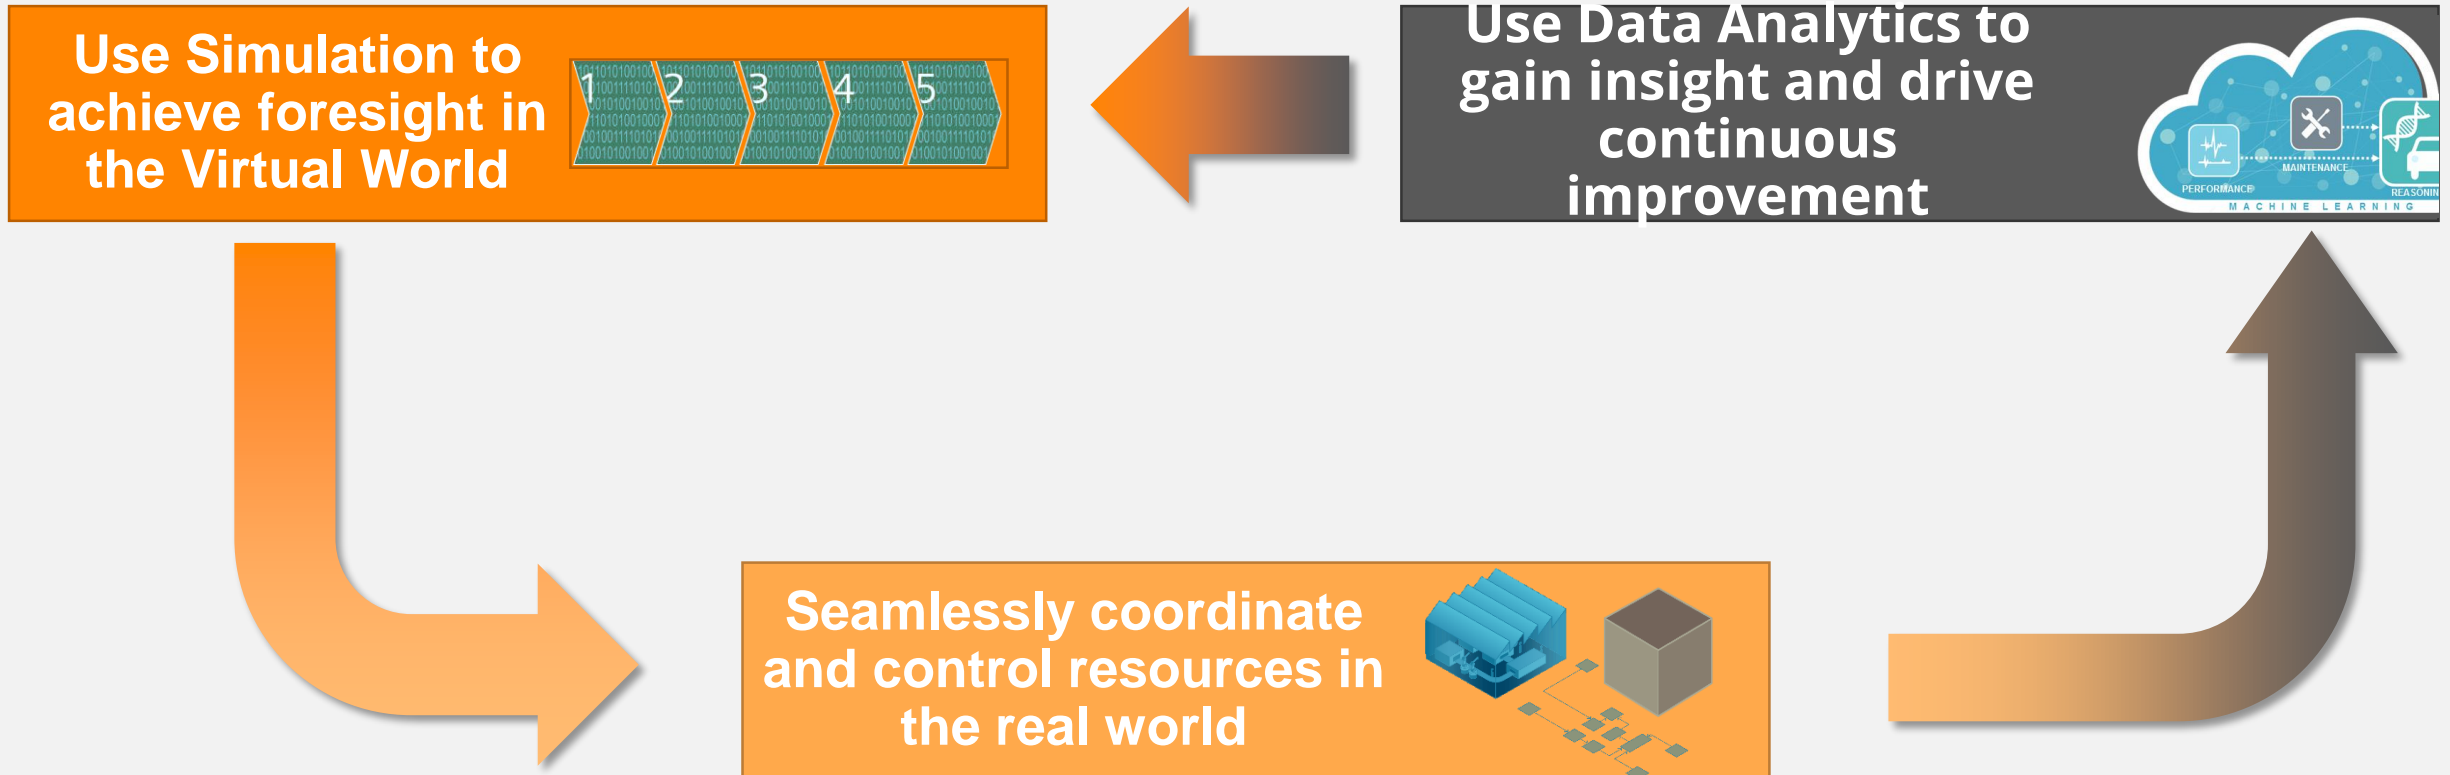 Use Simulation to
achieve foresight in
the Virtual World
1 2 3 4 5
Use Data Analytics to
gain insight and drive
continuous
improvement
MAINTENANCE
PERFORMANCE
MACHINE LEARNING
Seamlessly coordinate
and control resources in
the real world